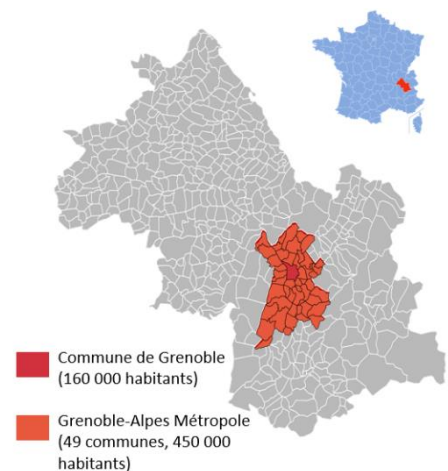 Commune de Grenoble
(160 000 habitants)
Grenoble-Alpes Métropole
(49 communes, 450 000
habitants)